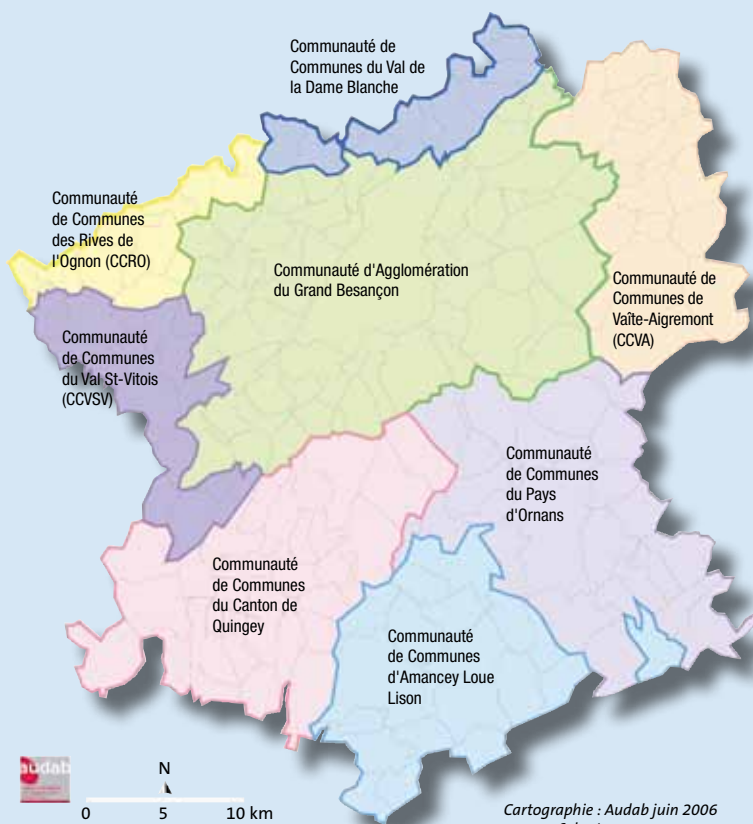 Communauté de
Communes du Val de
la Dame Blanche
Communauté
de Communes
des Rives de
l'Ognon (CCRO)
Communauté d'Agglomération
du Grand Besançon
Communauté de
Communes de
Vaîte-Aigremont
(CCVA)
Communauté
de Communes
du Val St-Vitois
(CCVSV)
Communauté
de Communes
du Pays
d'Ornans
Communauté
de Communes
du Canton de
Quingey
Communauté
de Communes
d'Amancey Loue
Lison
audab
N
0 5 10 km
Cartographie : Audab juin 2006